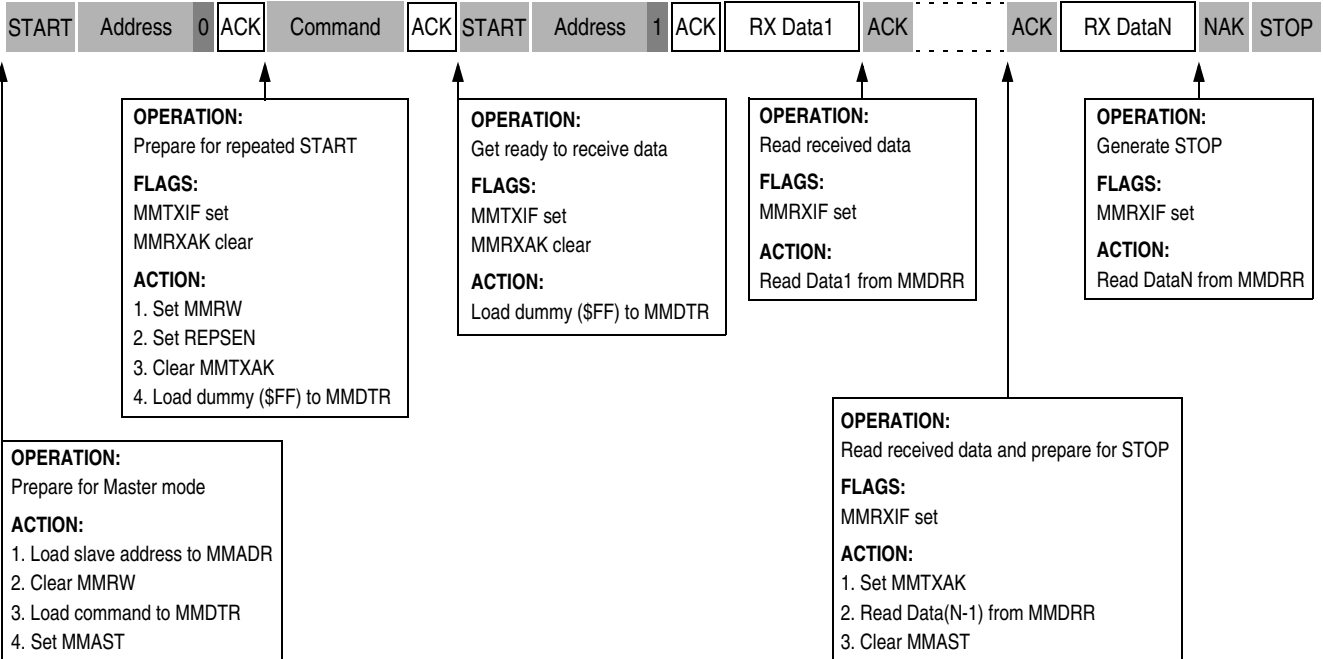 START Address 0 ACK Command ACK START Address 1 ACK RX Data1 ACK ACK RX DataN NAK STOP
OPERATION:
Prepare for repeated START
FLAGS:
MMTXIF set
MMRXAK clear
ACTION:
1. Set MMRW
2. Set REPSEN
3. Clear MMTXAK
4. Load dummy ($FF) to MMDTR
OPERATION:
Get ready to receive data
FLAGS:
MMTXIF set
MMRXAK clear
ACTION:
Load dummy ($FF) to MMDTR
OPERATION:
Read received data
FLAGS:
MMRXIF set
ACTION:
Read Data1 from MMDRR
OPERATION:
Generate STOP
FLAGS:
MMRXIF set
ACTION:
Read DataN from MMDRR
OPERATION:
Prepare for Master mode
ACTION:
1. Load slave address to MMADR
2. Clear MMRW
3. Load command to MMDTR
4. Set MMAST
OPERATION:
Read received data and prepare for STOP
FLAGS:
MMRXIF set
ACTION:
1. Set MMTXAK
2. Read Data(N-1) from MMDRR
3. Clear MMAST